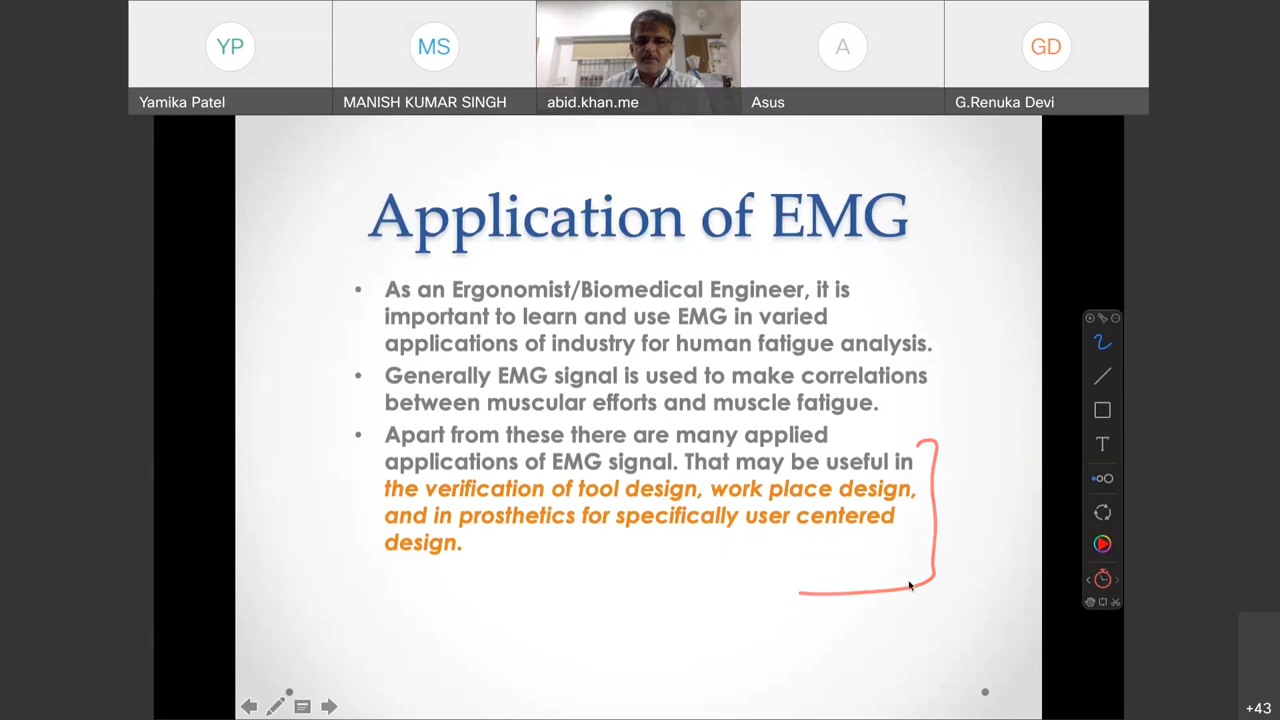 YP
MS
A
GD
Yamika Patel
MANISH KUMAR SINGH
abid.khan.me
Asus
G.Renuka Devi
Application of EMG
• As an Ergonomist/Biomedical Engineer, it is
important to learn and use EMG in varied
applications of industry for human fatigue analysis.
• Generally EMG signal is used to make correlations
between muscular efforts and muscle fatigue.
• Apart from these there are many applied
applications of EMG signal. That may be useful in
the verification of tool design, work place design,
and in prosthetics for specifically user centered
design.
T
+43